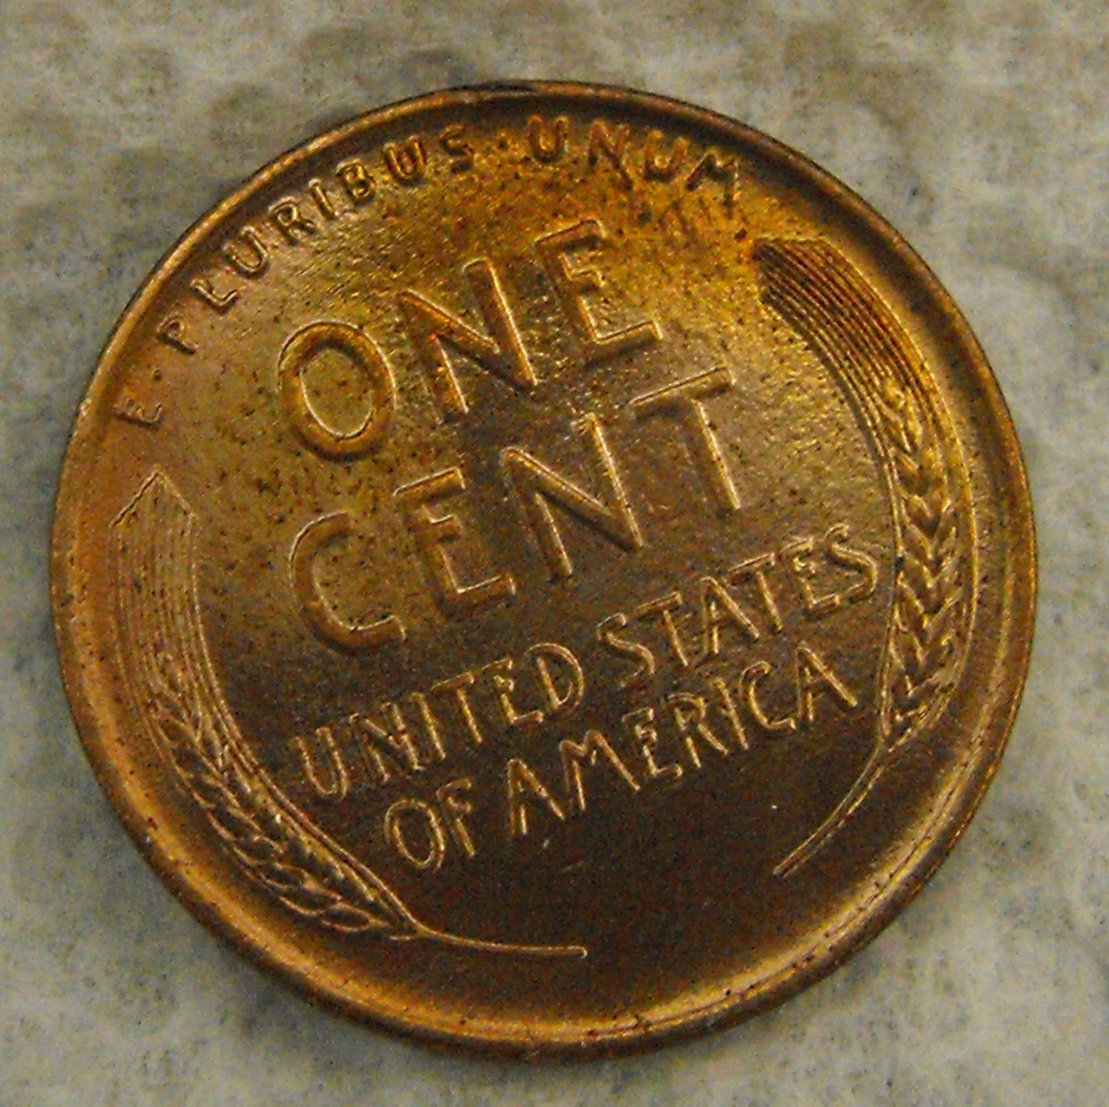 E · PLURIBUS · UNUM
ONE
CENT
UNITED STATES
OF AMERICA